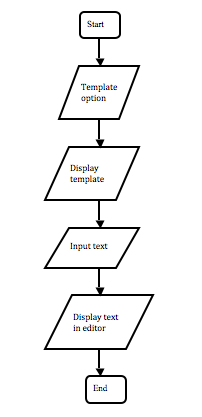 Start
Template
option
Display
template
Input text
Display text
in editor
End